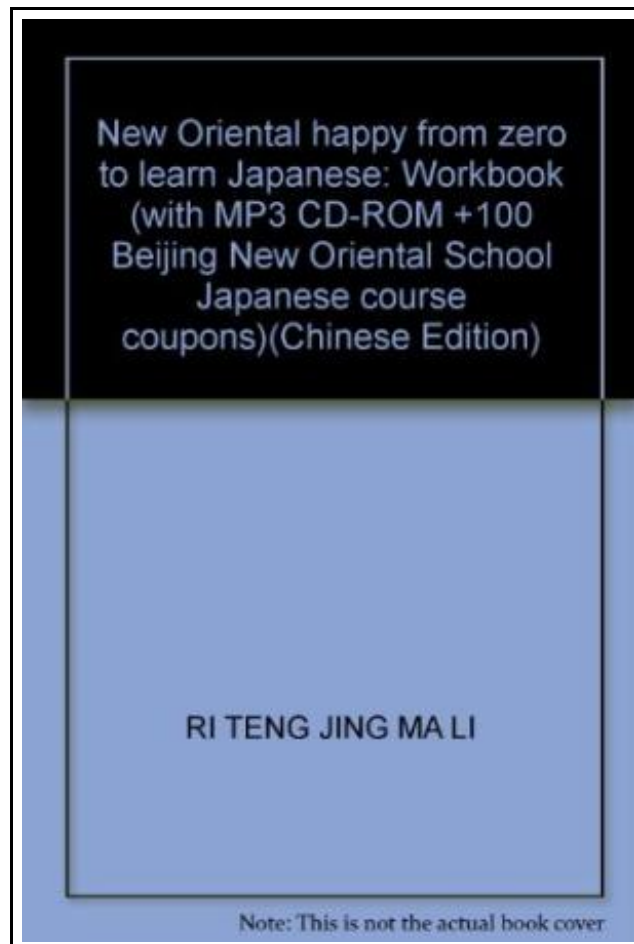 New Oriental happy from zero
to learn Japanese: Workbook
(with MP3 CD-ROM +100
Beijing New Oriental School
Japanese course
coupons)(Chinese Edition)
RI TENG JING MA LI
Note: This is not the actual book cover